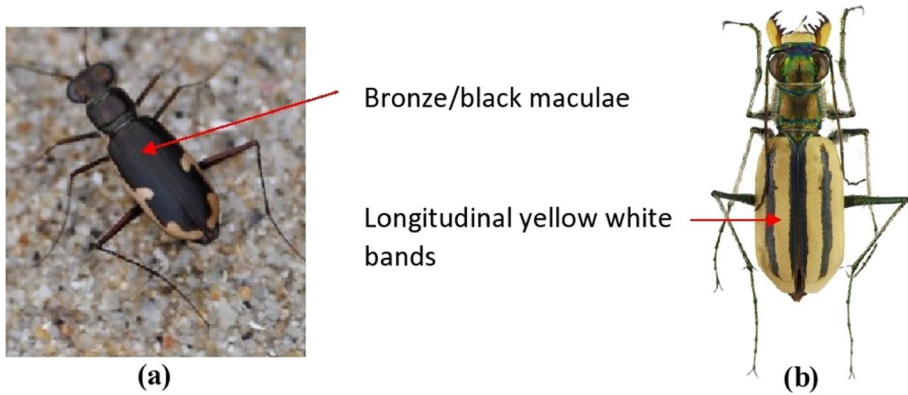 Bronze/black maculae
Longitudinal yellow white
bands
(a)
(b)